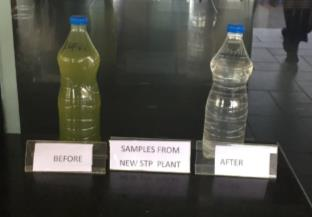 BEFORE
SAMPLES FROM
NEW STP PLANT
AFTER